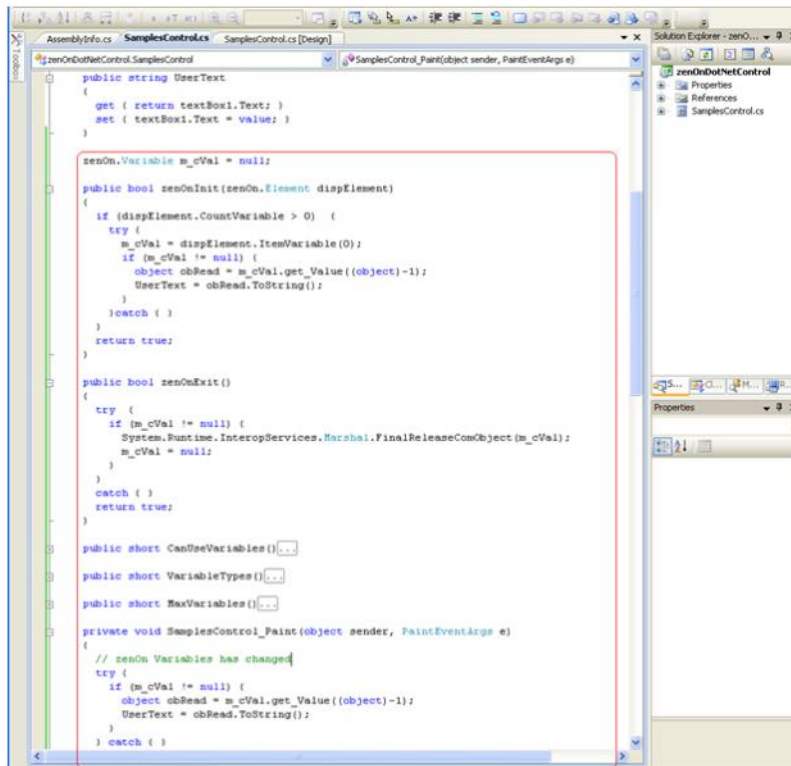 AssemblyInfo.cs SamplesControl.cs SamplesControl.cs [Design]
Solution Explorer - zenO...
Toolbox
zenOnDotNetControl.SamplesControl
SamplesControl_Paint(object sender, PaintEventArgs e)
zenOnDotNetControl
Properties
References
SamplesControl.cs
public string UserText
{
get { return textBox1.Text; }
set { textBox1.Text = value; }
}
zenOn.Variable m_cVal = null;
public bool zenOnInit(zenOn.Element dispElement)
{
if (dispElement.CountVariable > 0) {
try {
m_cVal = dispElement.ItemVariable(0);
if (m_cVal != null) {
object obRead = m_cVal.get_Value((object)-1);
UserText = obRead.ToString();
}
}catch { }
}
return true;
}
public bool zenOnExit()
{
try {
if (m_cVal != null) {
System.Runtime.InteropServices.Marshal.FinalReleaseComObject(m_cVal);
m_cVal = null;
}
}
catch { }
return true;
}
public short CanUseVariables()...
public short VariableTypes()...
public short MaxVariables()...
private void SamplesControl_Paint(object sender, PaintEventArgs e)
{
// zenOn Variables has changed
try {
if (m_cVal != null) {
object obRead = m_cVal.get_Value((object)-1);
UserText = obRead.ToString();
}
} catch { }
S... C... M... R...
Properties